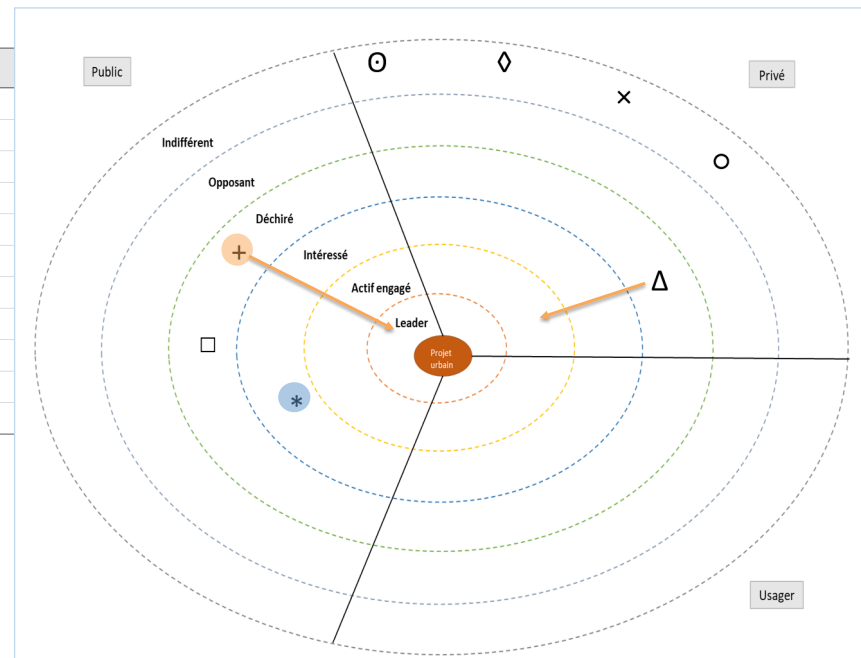 Public
Privé
Indifférent
Opposant
Déchiré
Intéressé
Actif engagé
Leader
Projet
urbain
Usager